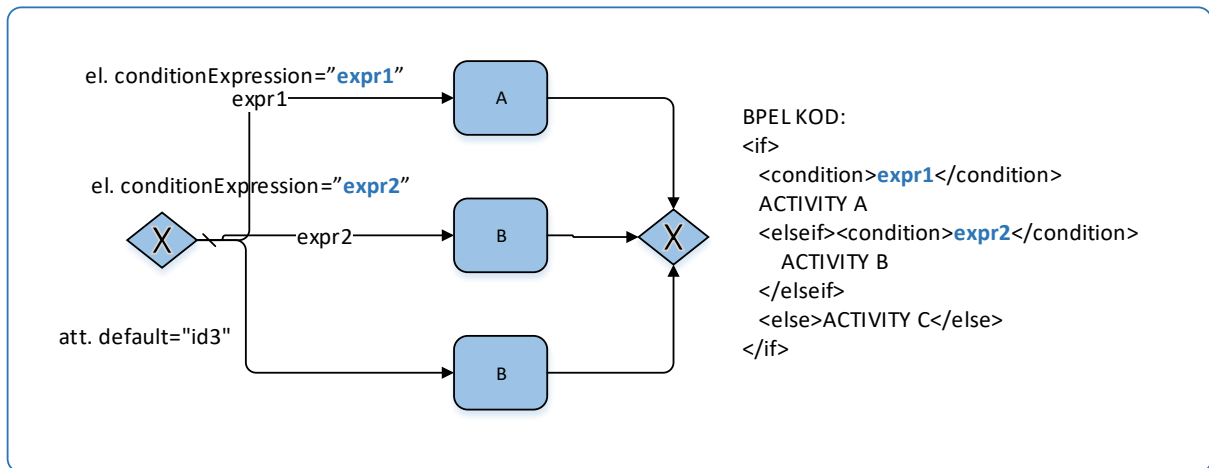 el. conditionExpression=”expr1”
expr1
A
el. conditionExpression=”expr2”
X
expr2
B
X
att. default="id3"
B
BPEL KOD:
<if>
<condition>expr1</condition>
ACTIVITY A
<elseif><condition>expr2</condition>
ACTIVITY B
</elseif>
<else>ACTIVITY C</else>
</if>